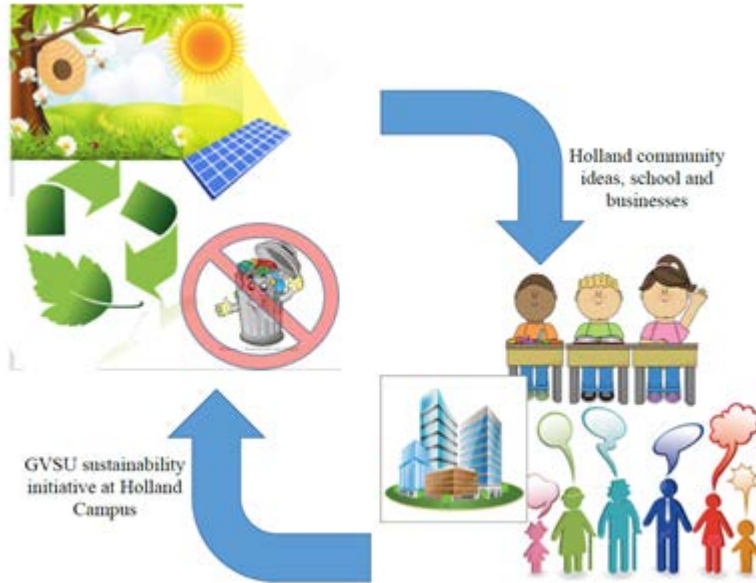 Holland community
ideas, school and
businesses
GVSU sustainability
initiative at Holland
Campus